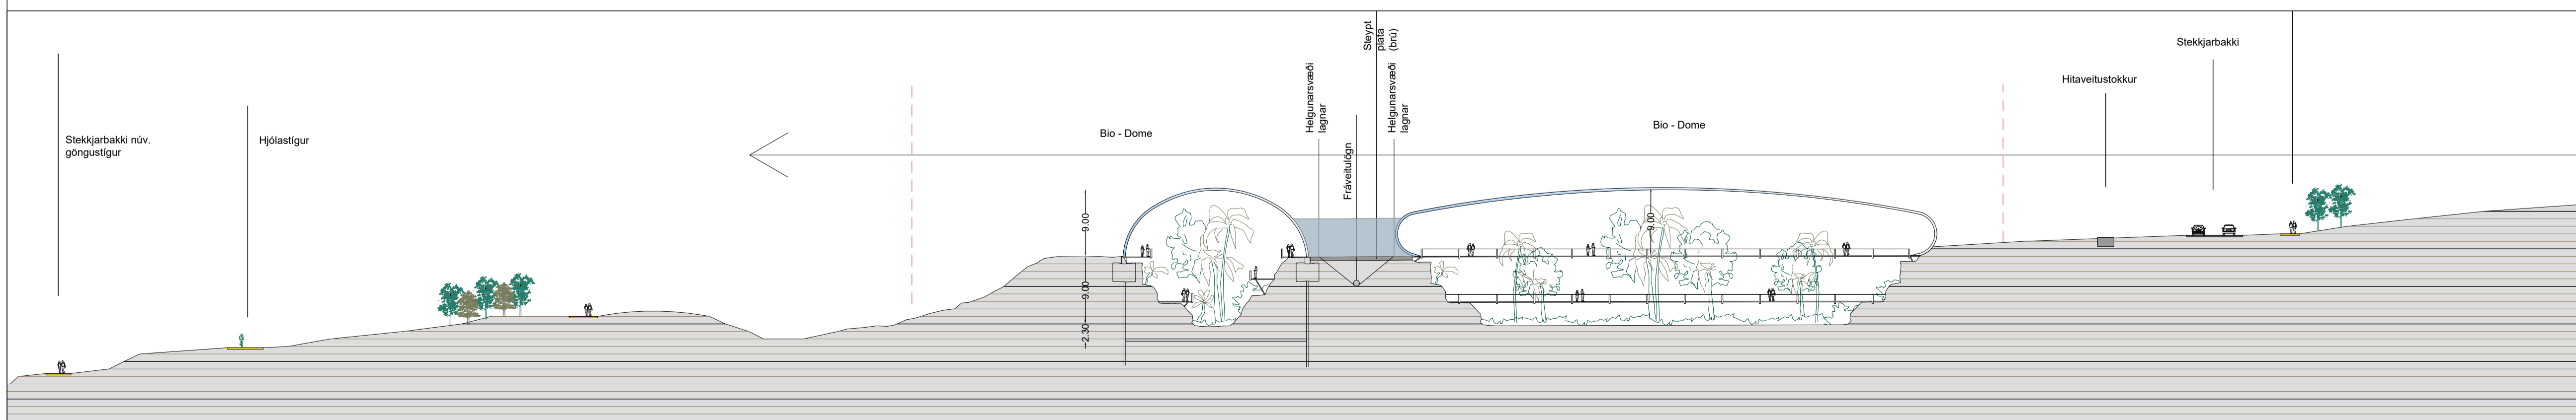 Stekkjarbakki núv.
göngustígur
Hjólastígur
Bio - Dome
9.00
9.00
2.30
Helgunarsvæði
lagnar
Fráveitulögn
Steypt
plata
(brú)
Helgunarsvæði
lagnar
Bio - Dome
9.00
Hitaveitustokkur
Stekkjarbakki